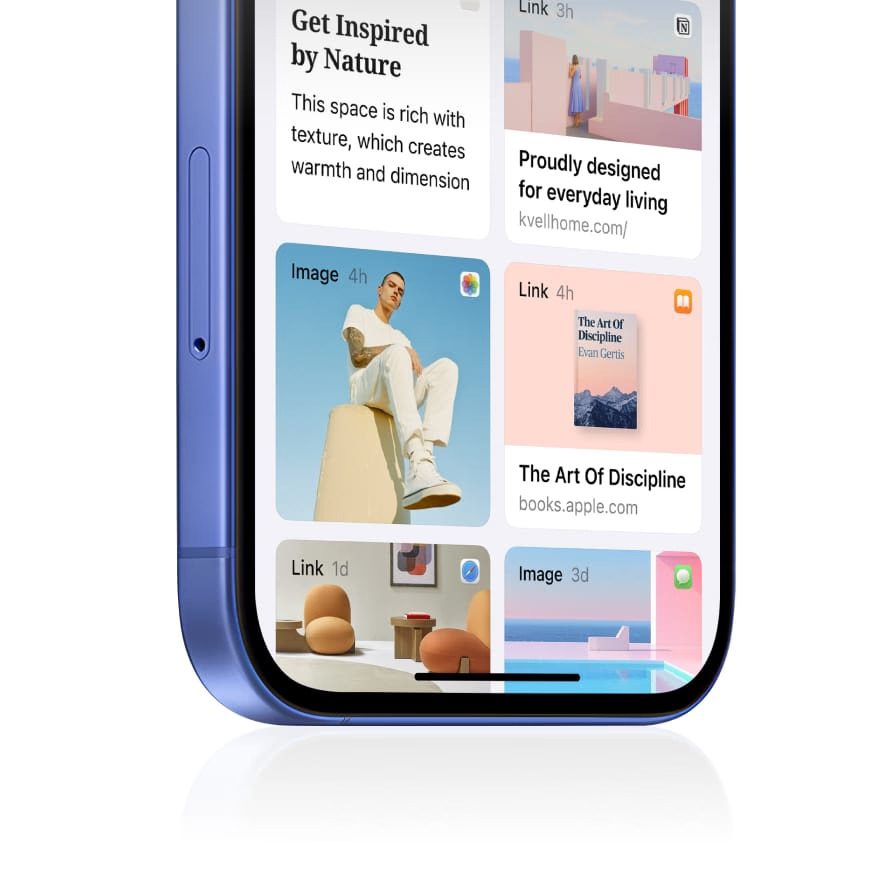 Get Inspired
by Nature
This space is rich with
texture, which creates
warmth and dimension
Link 3h
N
Proudly designed
for everyday living
kvellhome.com/
Image 4h
Link 4h
The Art Of
Discipline
Evan Gertis
The Art Of Discipline
books.apple.com
Link 1d
Image 3d